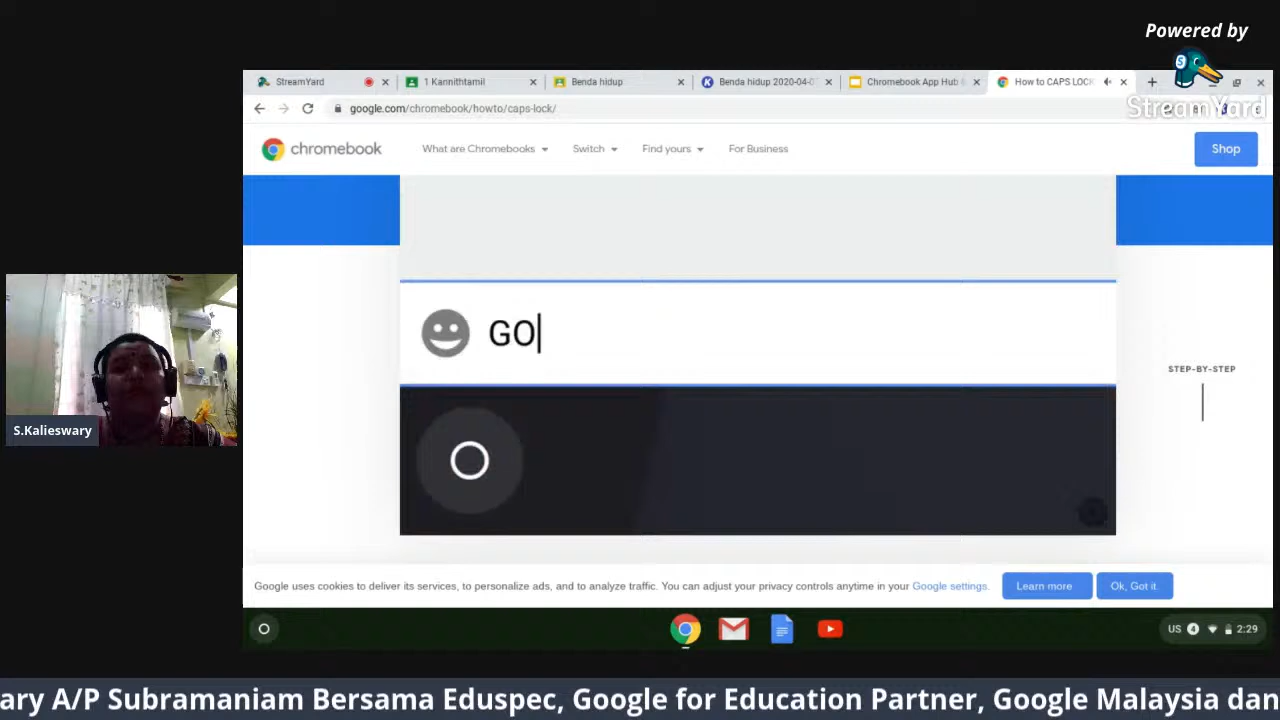 Powered by
StreamYard
StreamYard
1 Kannithtamil
Benda hidup
Benda hidup 2020-04-0
Chromebook App Hub
How to CAPS LOCK
google.com/chromebook/howto/caps-lock/
chromebook
What are Chromebooks
Switch
Find yours
For Business
Shop
GO
STEP-BY-STEP
S.Kalieswary
Google uses cookies to deliver its services, to personalize ads, and to analyze traffic. You can adjust your privacy controls anytime in your Google settings.
Learn more
Ok, Got it.
US 4 2:29
ary A/P Subramaniam Bersama Eduspec, Google for Education Partner, Google Malaysia dan